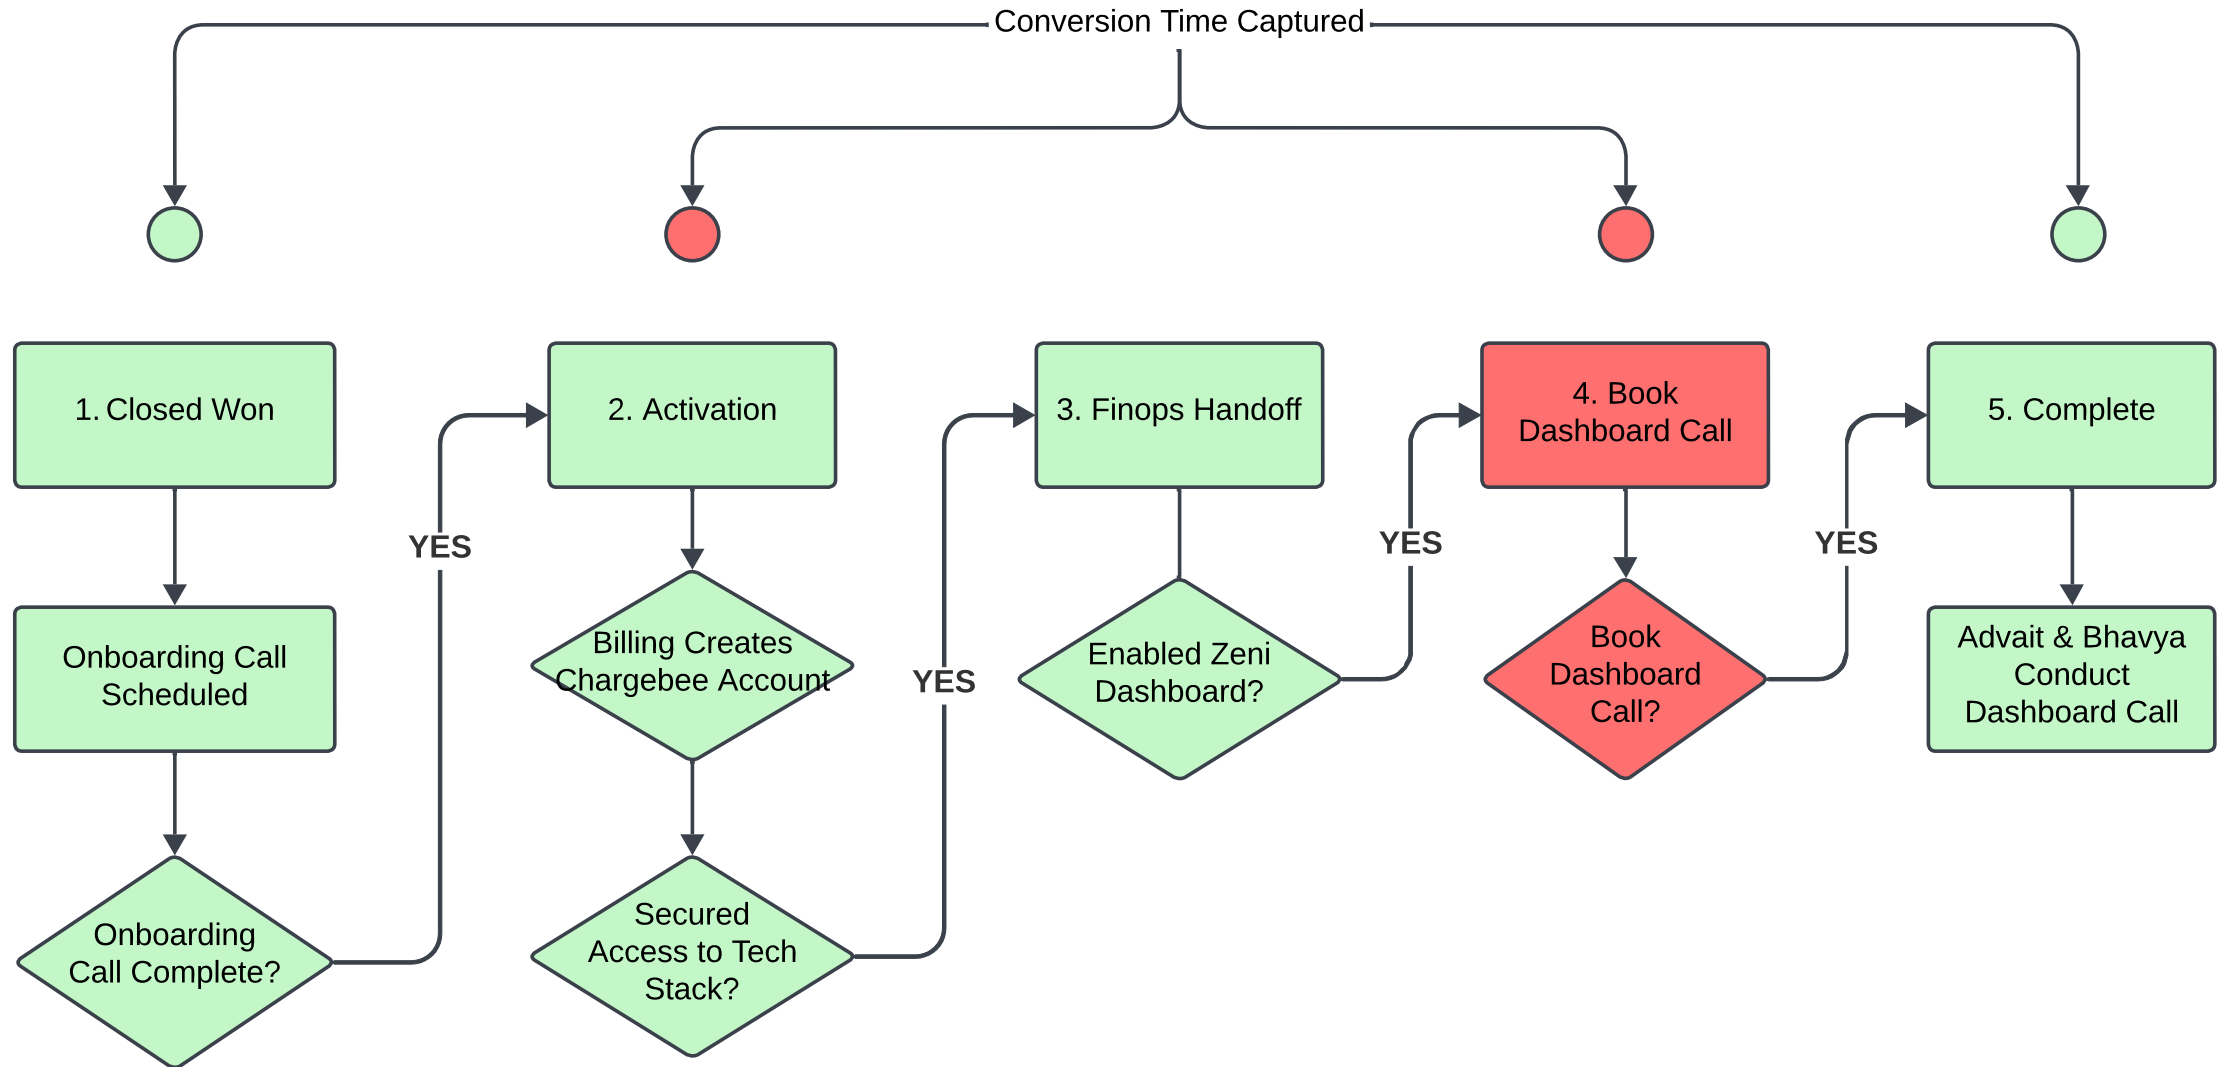 Conversion Time Captured
1. Closed Won
2. Activation
3. Finops Handoff
4. Book
Dashboard Call
5. Complete
YES
YES
YES
YES
Onboarding Call
Scheduled
Billing Creates
Chargebee Account
Enabled Zeni
Dashboard?
Book
Dashboard
Call?
Advait & Bhavya
Conduct
Dashboard Call
Onboarding
Call Complete?
Secured
Access to Tech
Stack?